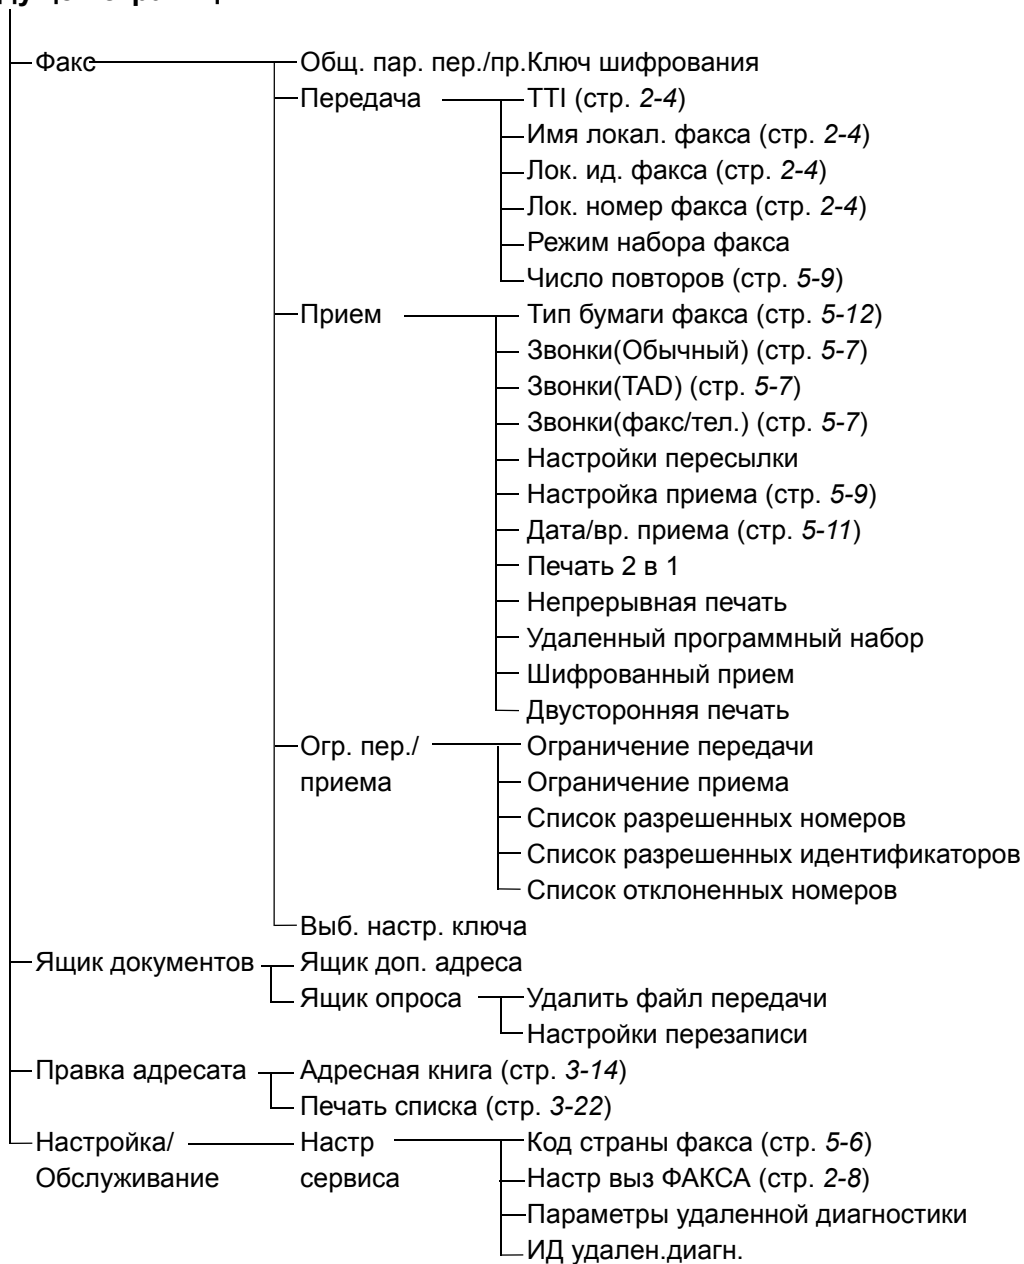 Факс Общ. пар. пер./пр. Ключ шифрования
Передача TTI (стр. 2-4)
Имя локал. факса (стр. 2-4)
Лок. ид. факса (стр. 2-4)
Лок. номер факса (стр. 2-4)
Режим набора факса
Число повторов (стр. 5-9)
Прием Тип бумаги факса (стр. 5-12)
Звонки(Обычный) (стр. 5-7)
Звонки(TAD) (стр. 5-7)
Звонки(факс/тел.) (стр. 5-7)
Настройки пересылки
Настройка приема (стр. 5-9)
Дата/вр. приема (стр. 5-11)
Печать 2 в 1
Непрерывная печать
Удаленный программный набор
Шифрованный прием
Двусторонняя печать
Огр. пер./ Ограничение передачи
приема Ограничение приема
Список разрешенных номеров
Список разрешенных идентификаторов
Список отклоненных номеров
Выб. настр. ключа
Ящик документов Ящик доп. адреса
Ящик опроса Удалить файл передачи
Настройки перезаписи
Правка адресата Адресная книга (стр. 3-14)
Печать списка (стр. 3-22)
Настройка/ Настр Код страны факса (стр. 5-6)
Обслуживание сервиса Настр выз ФАКСА (стр. 2-8)
Параметры удаленной диагностики
ИД удален.диагн.